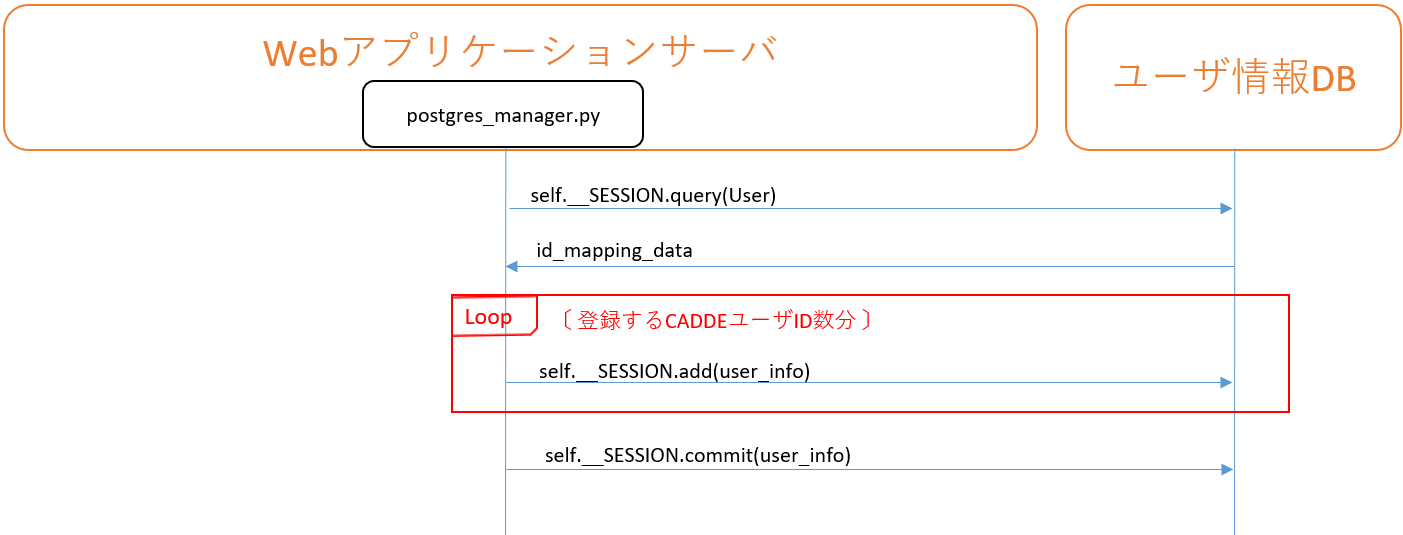 Webアプリケーションサーバ
ユーザ情報DB
postgres_manager.py
self.__SESSION.query(User)
id_mapping_data
Loop
〔 登録するCADDEユーザID数分 〕
self.__SESSION.add(user_info)
self.__SESSION.commit(user_info)